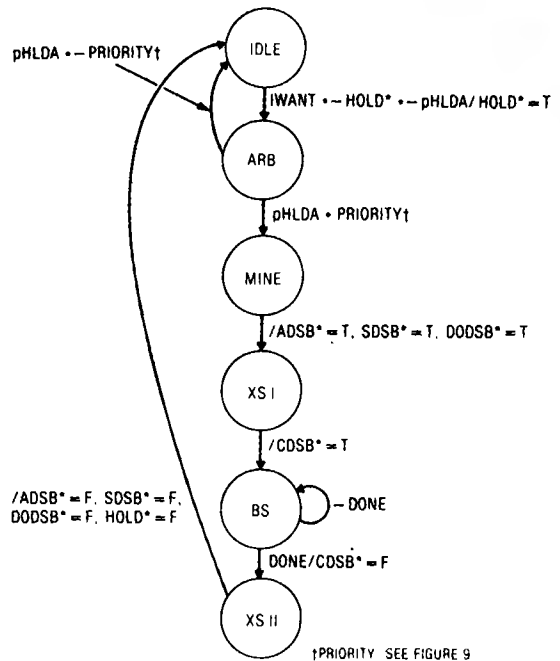 IDLE
pHLDA • – PRIORITY†
IWANT • ~ HOLD* • – pHLDA/ HOLD* = T
ARB
pHLDA • PRIORITY†
MINE
/ADSB* = T, SDSB* = T, DODSB* = T
XS I
/CDSB* = T
BS
– DONE
/ADSB* = F, SDSB* = F,
DODSB* = F, HOLD* = F
DONE/CDSB* = F
XS II
†PRIORITY SEE FIGURE 9